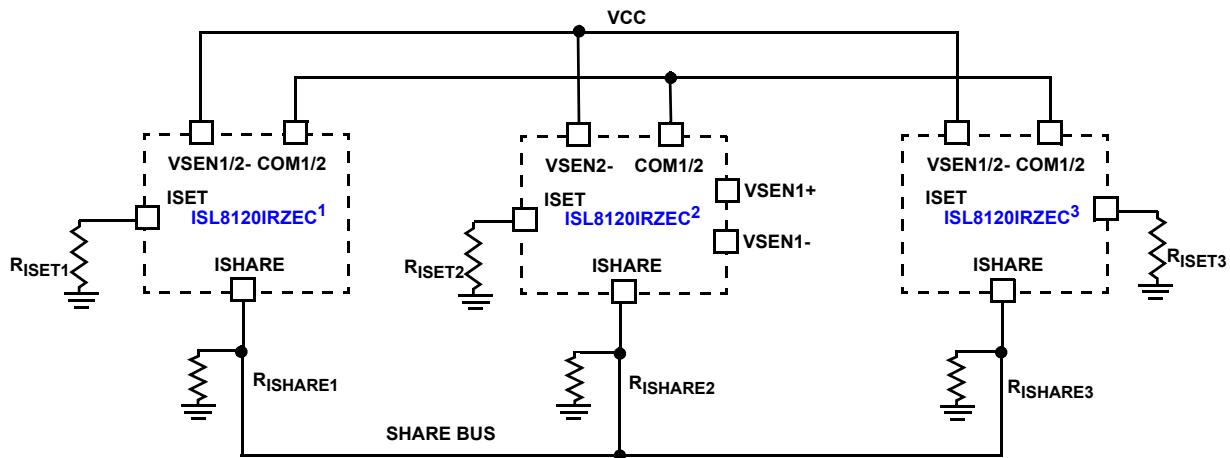 VCC
VSEN1/2- COM1/2
ISET
ISL8120IRZEC1
RISET1
ISHARE
RISHARE1
VSEN2- COM1/2
ISET
ISL8120IRZEC2
VSEN1+
VSEN1-
RISET2
ISHARE
RISHARE2
VSEN1/2- COM1/2
ISET
ISL8120IRZEC3
RISET3
ISHARE
RISHARE3
SHARE BUS